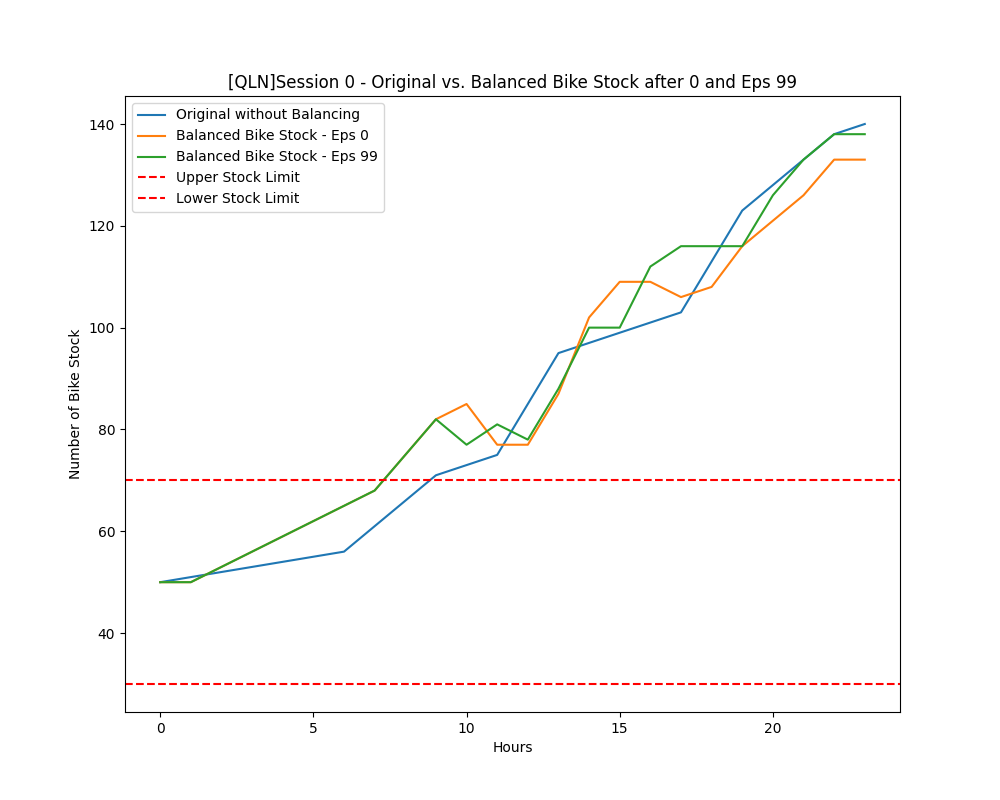 [QLN]Session 0 - Original vs. Balanced Bike Stock after 0 and Eps 99
Original without Balancing
Balanced Bike Stock - Eps 0
Balanced Bike Stock - Eps 99
Upper Stock Limit
Lower Stock Limit
140
120
100
80
60
40
Number of Bike Stock
0 5 10 15 20
Hours